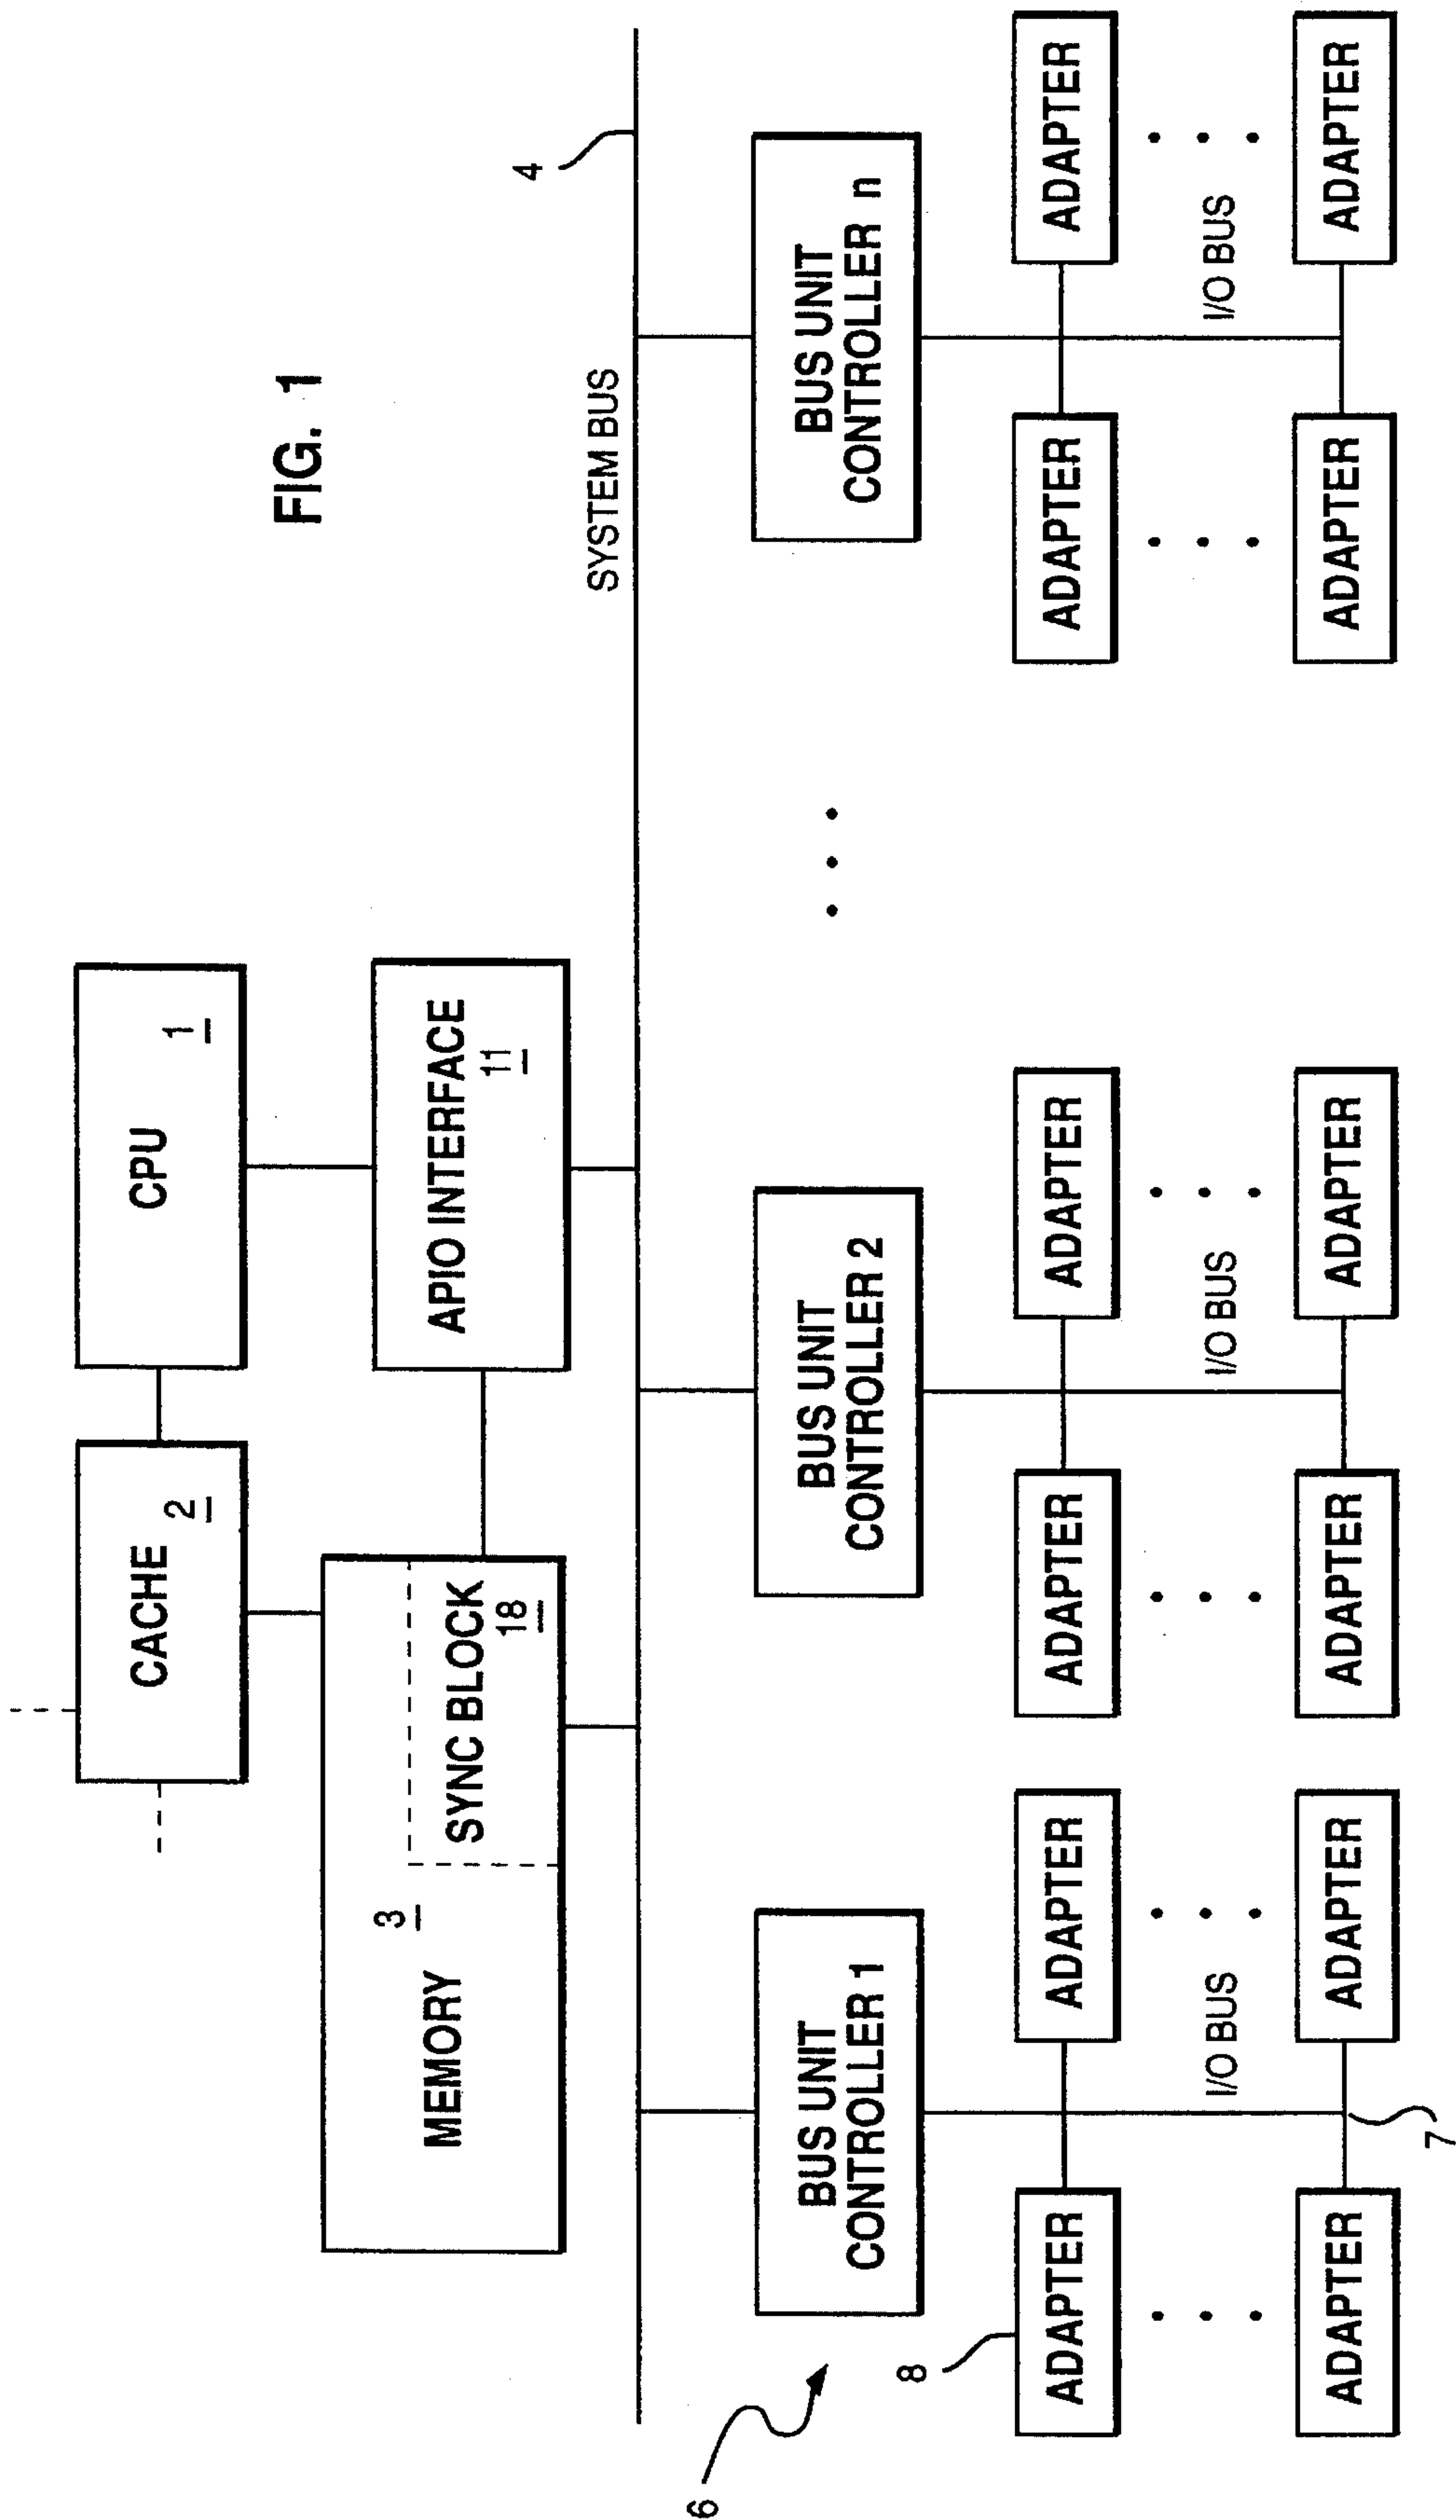 FIG. 1
CACHE
2
CPU
1
MEMORY
3
SYNC BLOCK
18
APIO INTERFACE
11
SYSTEM BUS
4
6
BUS UNIT
CONTROLLER 1
BUS UNIT
CONTROLLER 2
BUS UNIT
CONTROLLER n
8
ADAPTER
ADAPTER
ADAPTER
ADAPTER
ADAPTER
ADAPTER
I/O BUS
I/O BUS
I/O BUS
ADAPTER
ADAPTER
ADAPTER
ADAPTER
ADAPTER
ADAPTER
7